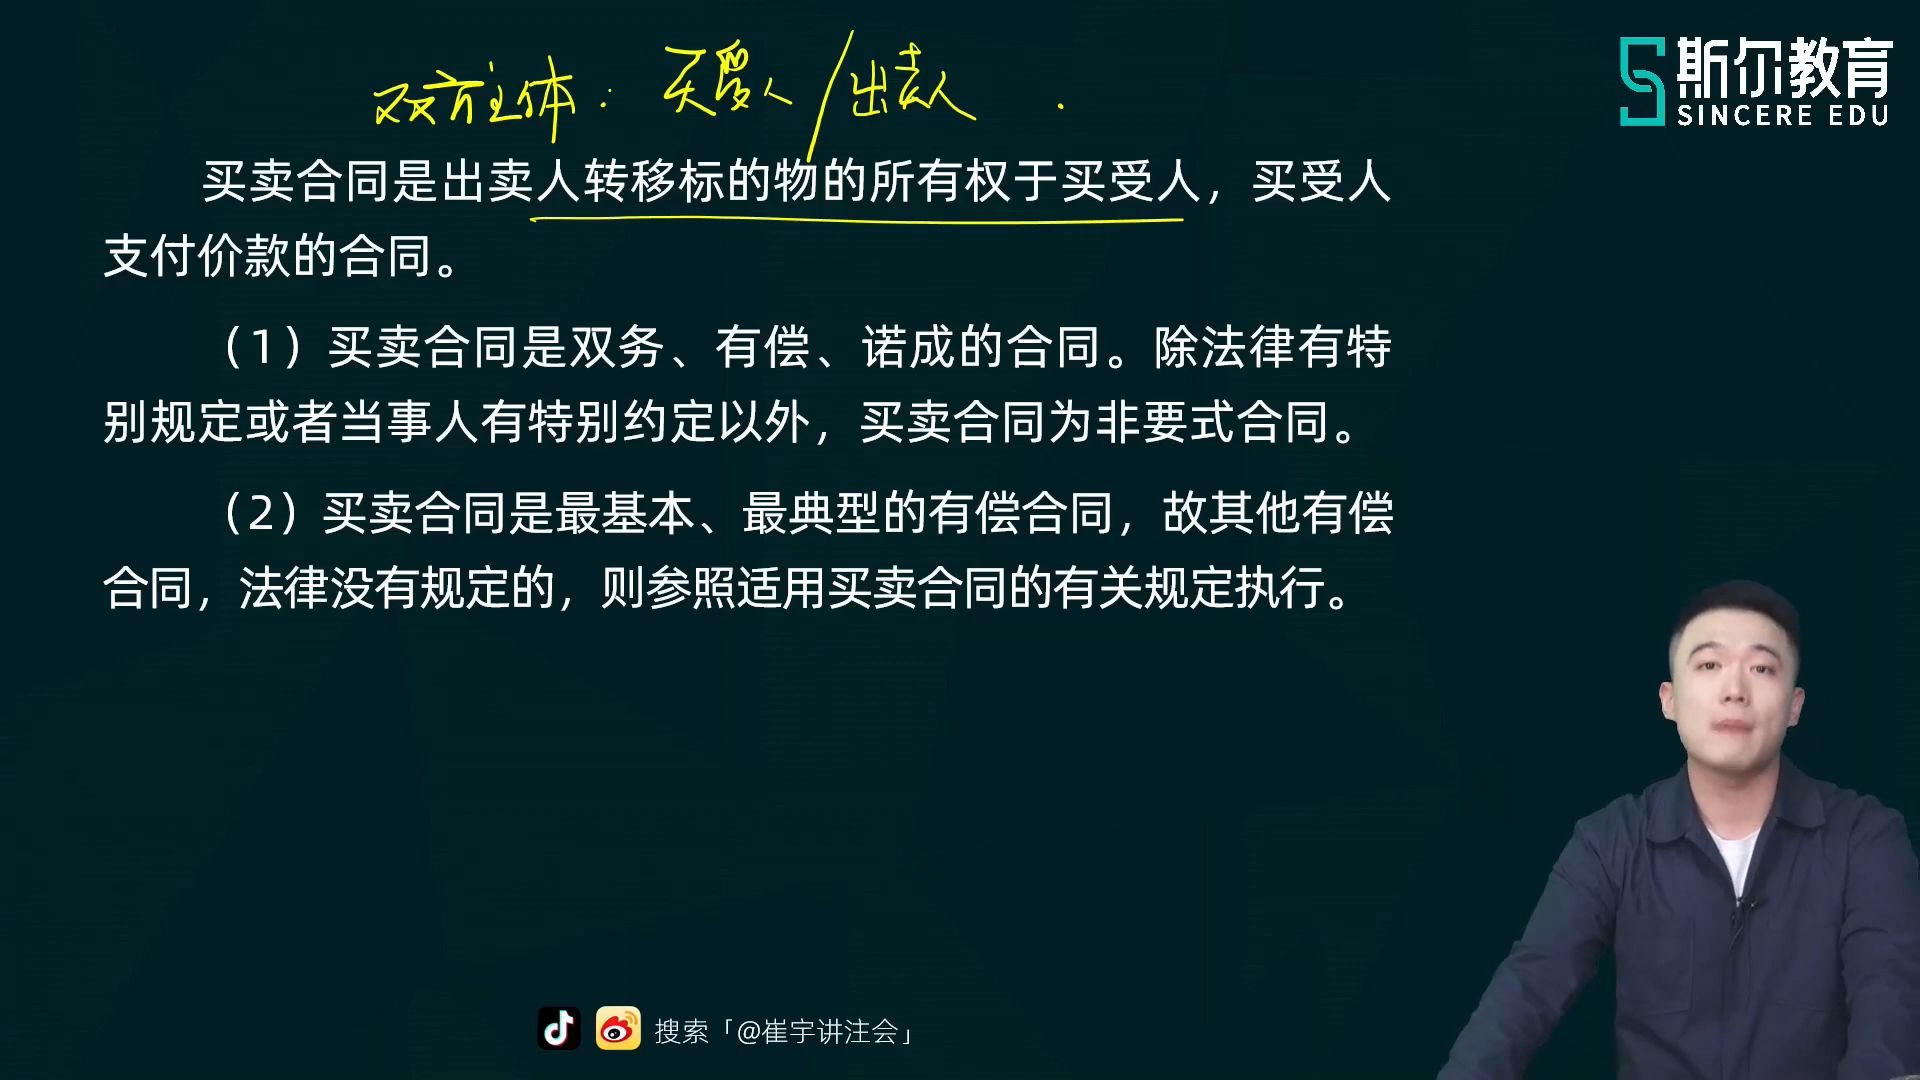 斯尔教育
SINCERE EDU
双方主体：买受人/出卖人
买卖合同是出卖人转移标的物的所有权于买受人，买受人
支付价款的合同。
（1）买卖合同是双务、有偿、诺成的合同。除法律有特
别规定或者当事人有特别约定以外，买卖合同为非要式合同。
（2）买卖合同是最基本、最典型的有偿合同，故其他有偿
合同，法律没有规定的，则参照适用买卖合同的有关规定执行。
搜索「@崔宇讲注会」